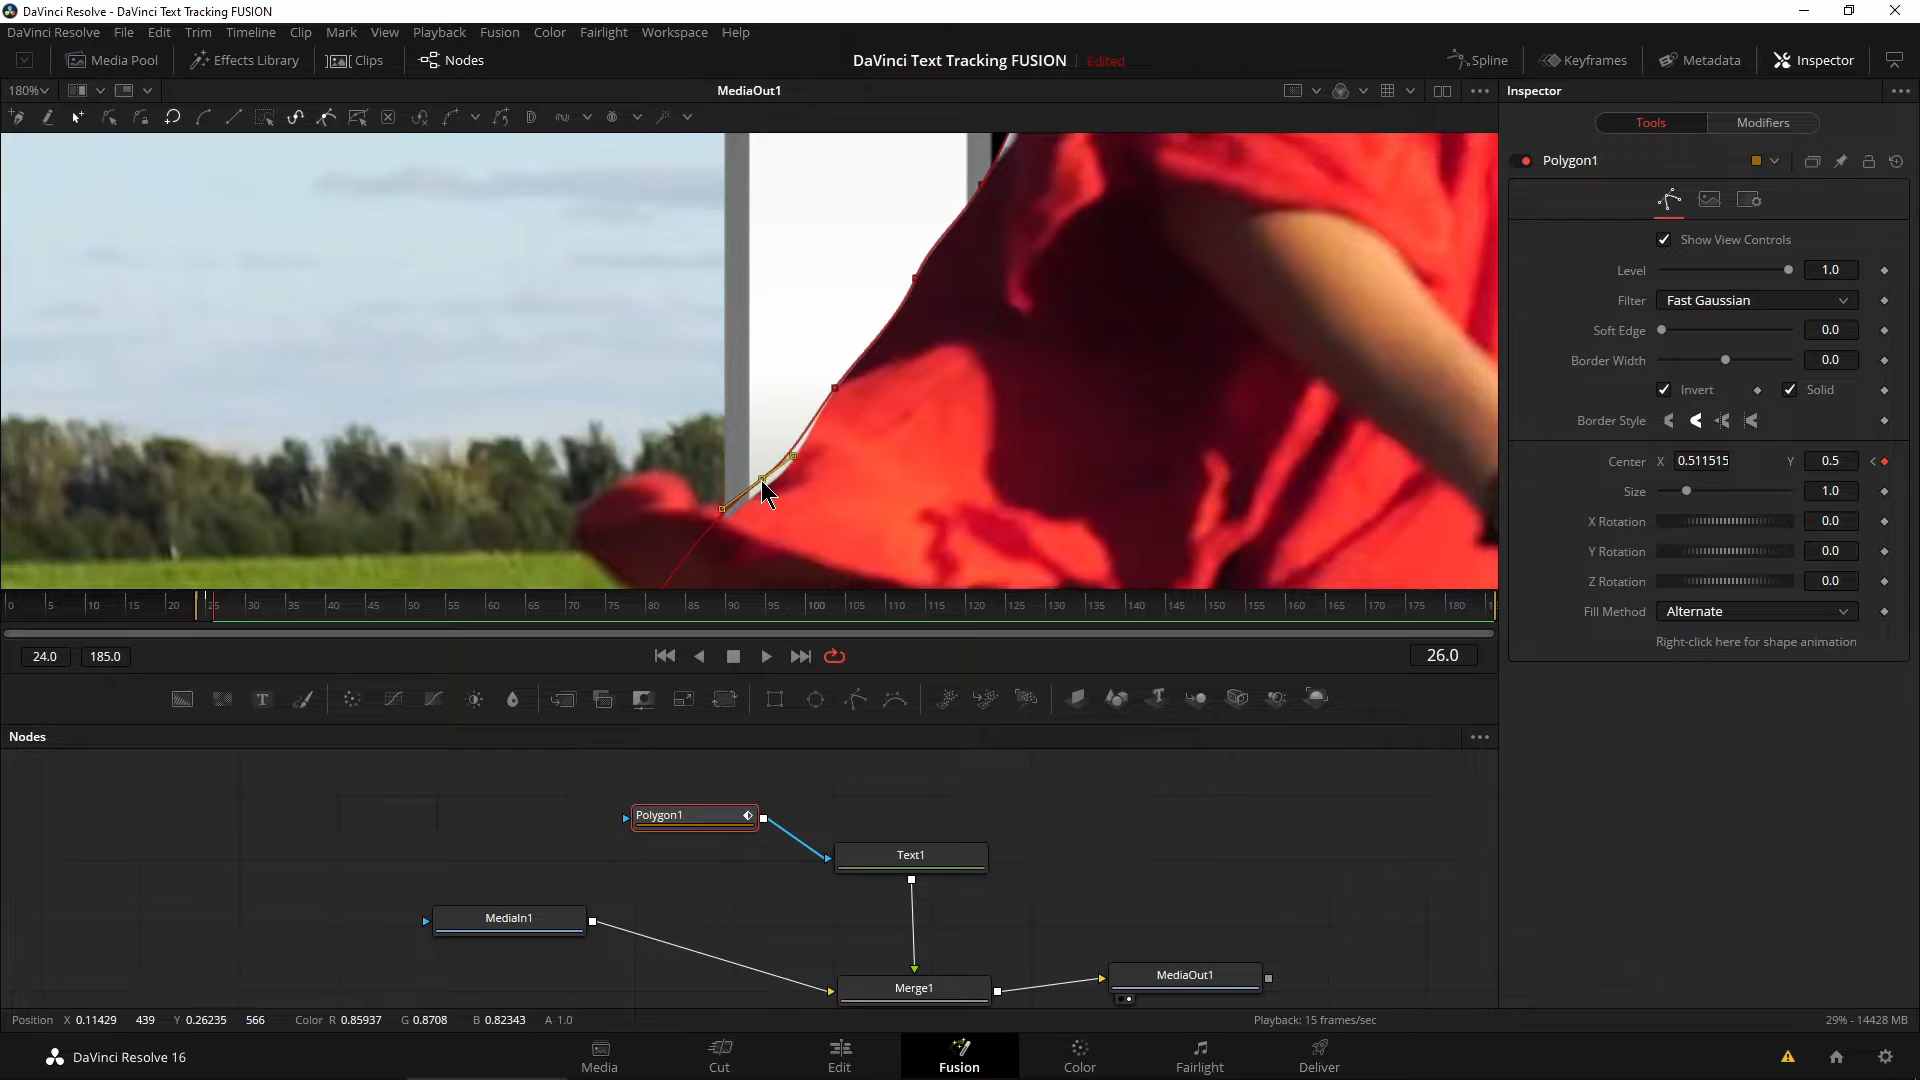 DaVinci Resolve - DaVinci Text Tracking FUSION
DaVinci Resolve File Edit Trim Timeline Clip Mark View Playback Fusion Color Fairlight Workspace Help
Media Pool Effects Library Clips Nodes DaVinci Text Tracking FUSION Edited Spline Keyframes Metadata Inspector
180% MediaOut1 Inspector
Tools Modifiers
Polygon1
Show View Controls
Level 1.0
Filter Fast Gaussian
Soft Edge 0.0
Border Width 0.0
Invert Solid
Border Style
Center X 0.511515 Y 0.5
Size 1.0
X Rotation 0.0
Y Rotation 0.0
Z Rotation 0.0
Fill Method Alternate
Right-click here for shape animation
0 5 10 15 20 25 30 35 40 45 50 55 60 65 70 75 80 85 90 95 100 105 110 115 120 125 130 135 140 145 150 155 160 165 170 175 180
24.0 185.0 26.0
Nodes
Polygon1
Text1
MediaIn1
Merge1
MediaOut1
Position X 0.11429 439 Y 0.26235 566 Color R 0.85937 G 0.8708 B 0.82343 A 1.0 Playback: 15 frames/sec 29% - 14428 MB
DaVinci Resolve 16 Media Cut Edit Fusion Color Fairlight Deliver